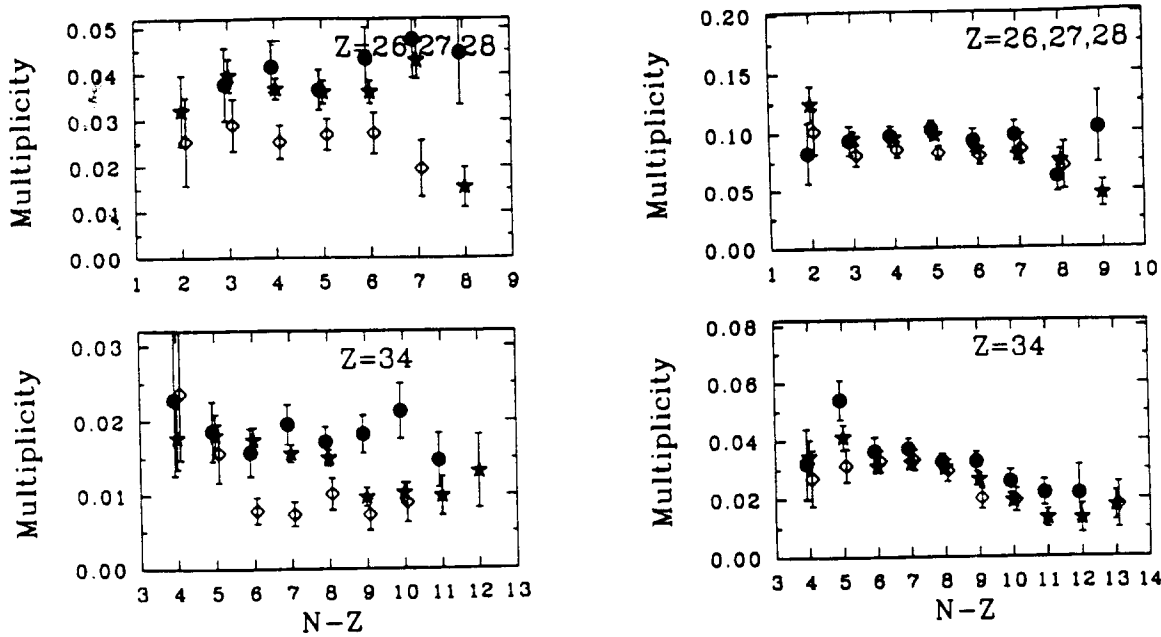 Z=26,27,28
Multiplicity
0.05
0.04
0.03
0.02
0.01
0.00
1 2 3 4 5 6 7 8 9
Z=26,27,28
Multiplicity
0.20
0.15
0.10
0.05
0.00
1 2 3 4 5 6 7 8 9 10
Z=34
Multiplicity
0.03
0.02
0.01
0.00
3 4 5 6 7 8 9 10 11 12 13
N-Z
Z=34
Multiplicity
0.08
0.06
0.04
0.02
0.00
3 4 5 6 7 8 9 10 11 12 13 14
N-Z